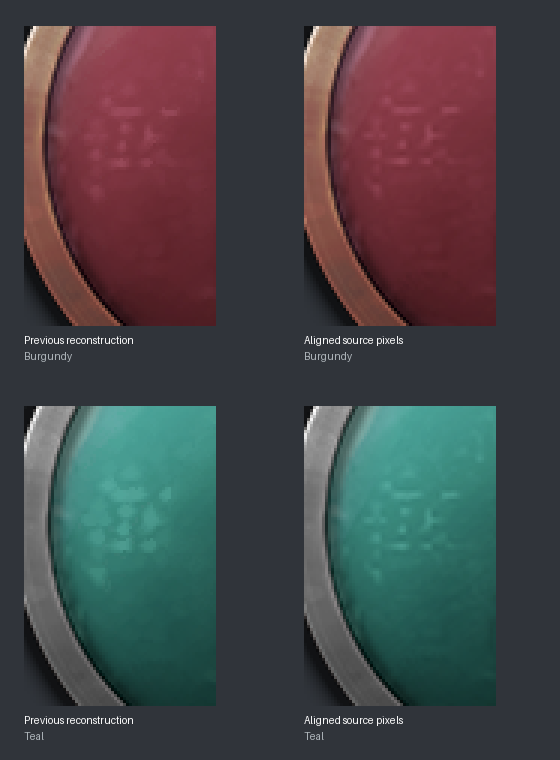 Previous reconstruction
Burgundy
Aligned source pixels
Burgundy
Previous reconstruction
Teal
Aligned source pixels
Teal